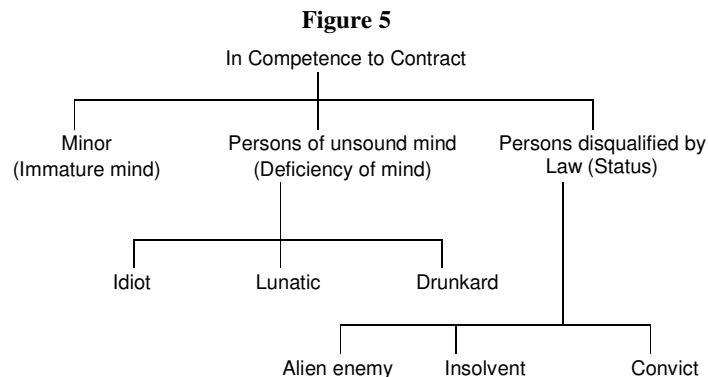 Figure 5
In Competence to Contract
Minor
(Immature mind)
Persons of unsound mind
(Deficiency of mind)
Persons disqualified by
Law (Status)
Idiot
Lunatic
Drunkard
Alien enemy
Insolvent
Convict